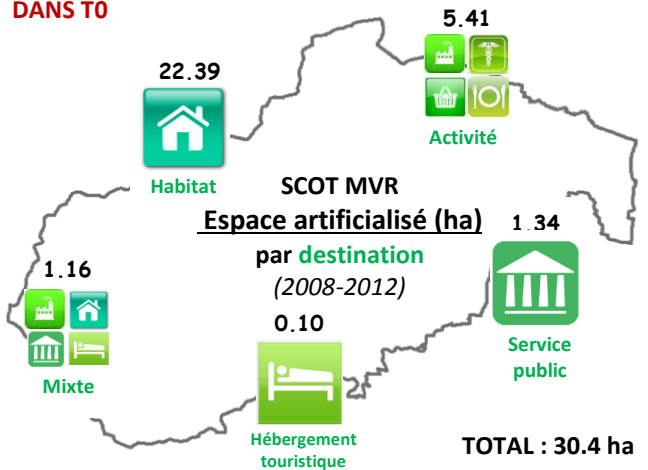 DANS T0
5.41
22.39
Activité
Habitat
SCOT MVR
Espace artificialisé (ha)
par destination
(2008-2012)
1.34
1.16
0.10
Service
public
Mixte
Hébergement
touristique
TOTAL : 30.4 ha